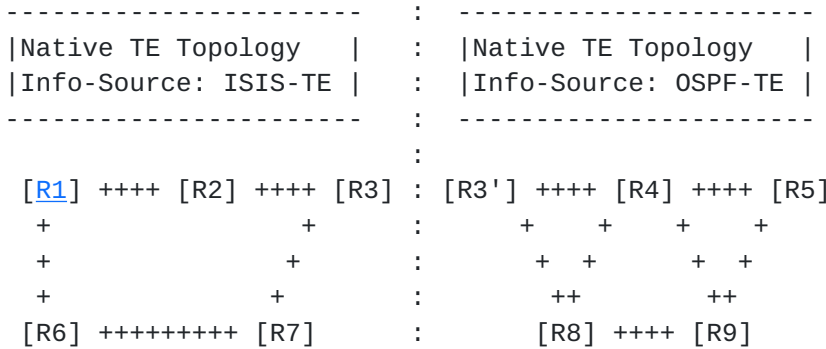 -----------------------   :  -----------------------
|Native TE Topology   |   :  |Native TE Topology   |
|Info-Source: ISIS-TE |   :  |Info-Source: OSPF-TE |
-----------------------   :  -----------------------
                          :
 [R1] ++++ [R2] ++++ [R3] : [R3'] ++++ [R4] ++++ [R5]
  +                +      :      +    +    +    +
  +               +       :       +  +      +  +
  +              +        :        ++        ++
 [R6] +++++++++ [R7]      :       [R8] ++++ [R9]